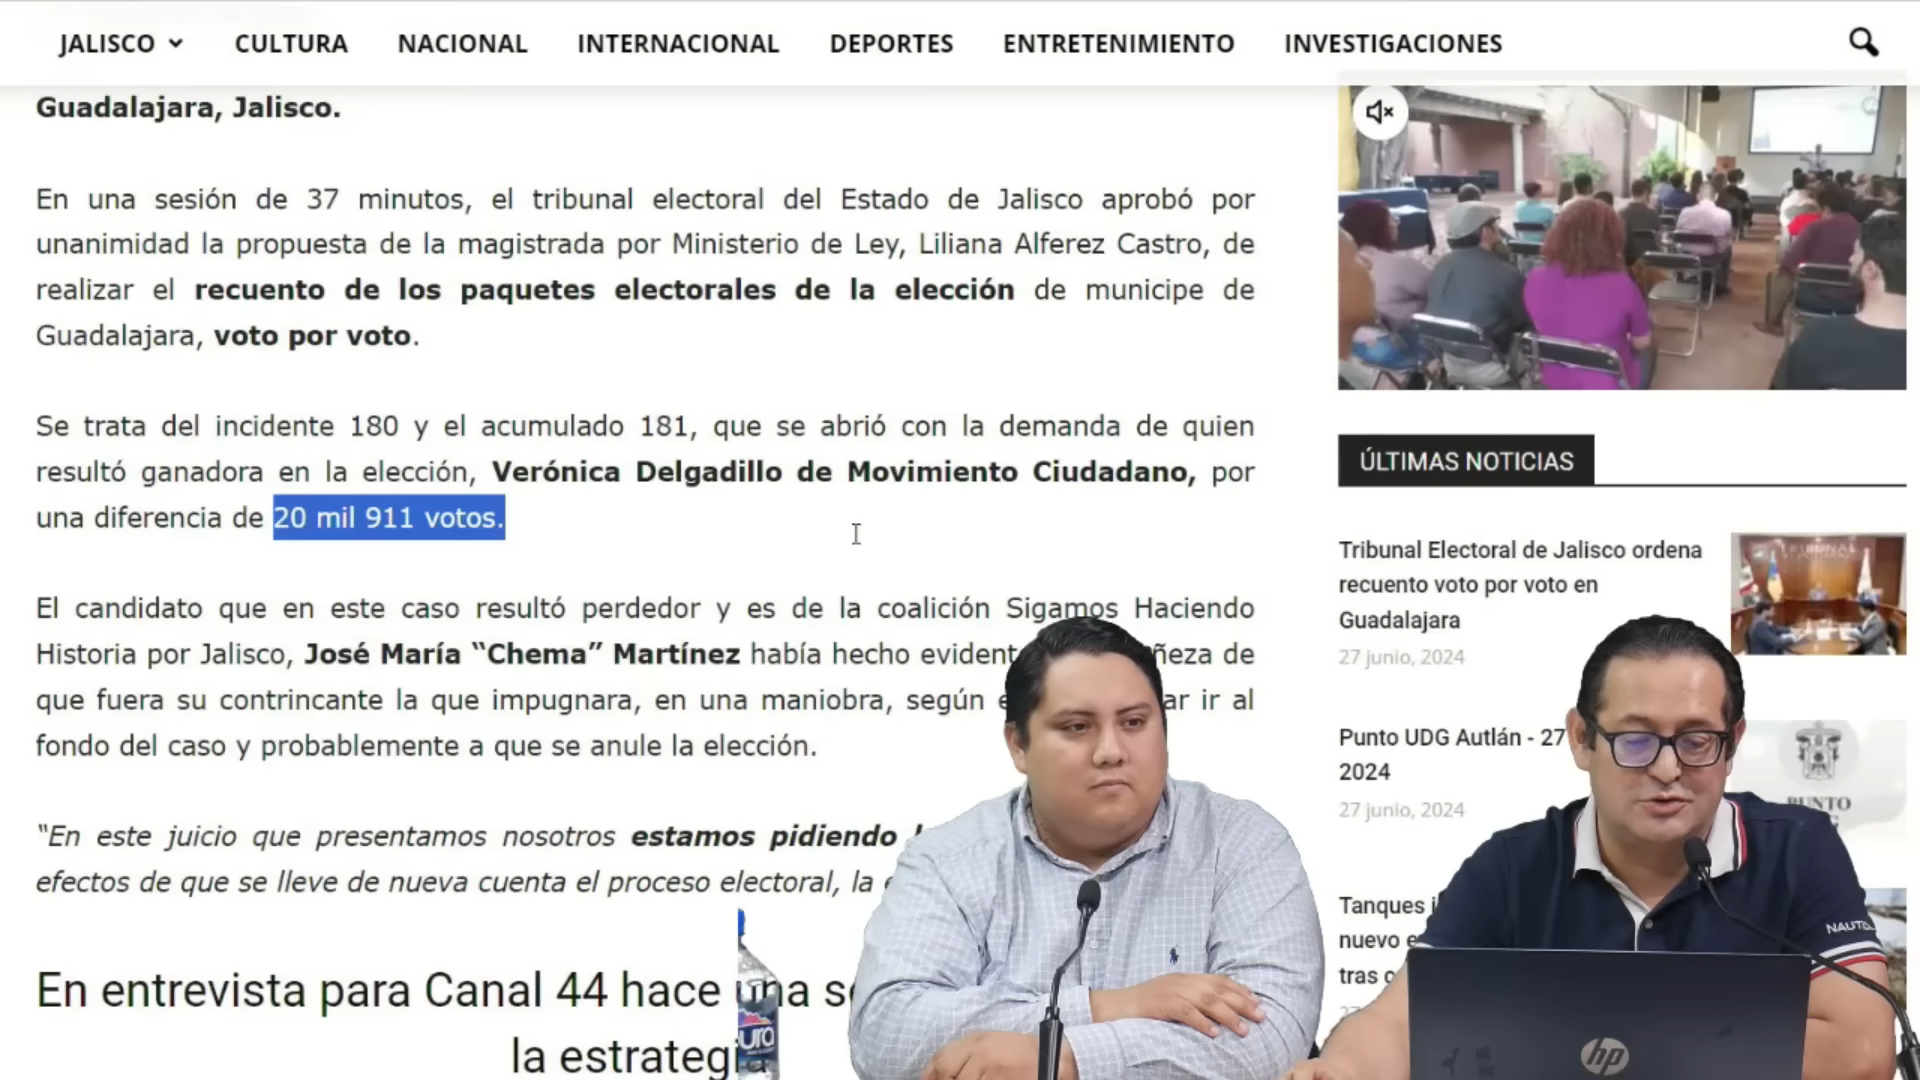 JALISCO CULTURA NACIONAL INTERNACIONAL DEPORTES ENTRETENIMIENTO INVESTIGACIONES
Guadalajara, Jalisco.
En una sesión de 37 minutos, el tribunal electoral del Estado de Jalisco aprobó por
unanimidad la propuesta de la magistrada por Ministerio de Ley, Liliana Alferez Castro, de
realizar el recuento de los paquetes electorales de la elección de municipe de
Guadalajara, voto por voto.
Se trata del incidente 180 y el acumulado 181, que se abrió con la demanda de quien
resultó ganadora en la elección, Verónica Delgadillo de Movimiento Ciudadano, por
una diferencia de 20 mil 911 votos.
El candidato que en este caso resultó perdedor y es de la coalición Sigamos Haciendo
Historia por Jalisco, José María “Chema” Martínez había hecho evident ñeza de
que fuera su contrincante la que impugnara, en una maniobra, según ar ir al
fondo del caso y probablemente a que se anule la elección.
“En este juicio que presentamos nosotros estamos pidiendo
efectos de que se lleve de nueva cuenta el proceso electoral, la
En entrevista para Canal 44 hace una
la estrategia
ÚLTIMAS NOTICIAS
Tribunal Electoral de Jalisco ordena
recuento voto por voto en
Guadalajara
27 junio, 2024
TRIBUNAL
Punto UDG Autlán - 27
2024
27 junio, 2024
PUNTO
Tanques
nuevo e
tras
NAUTI
ura
hp